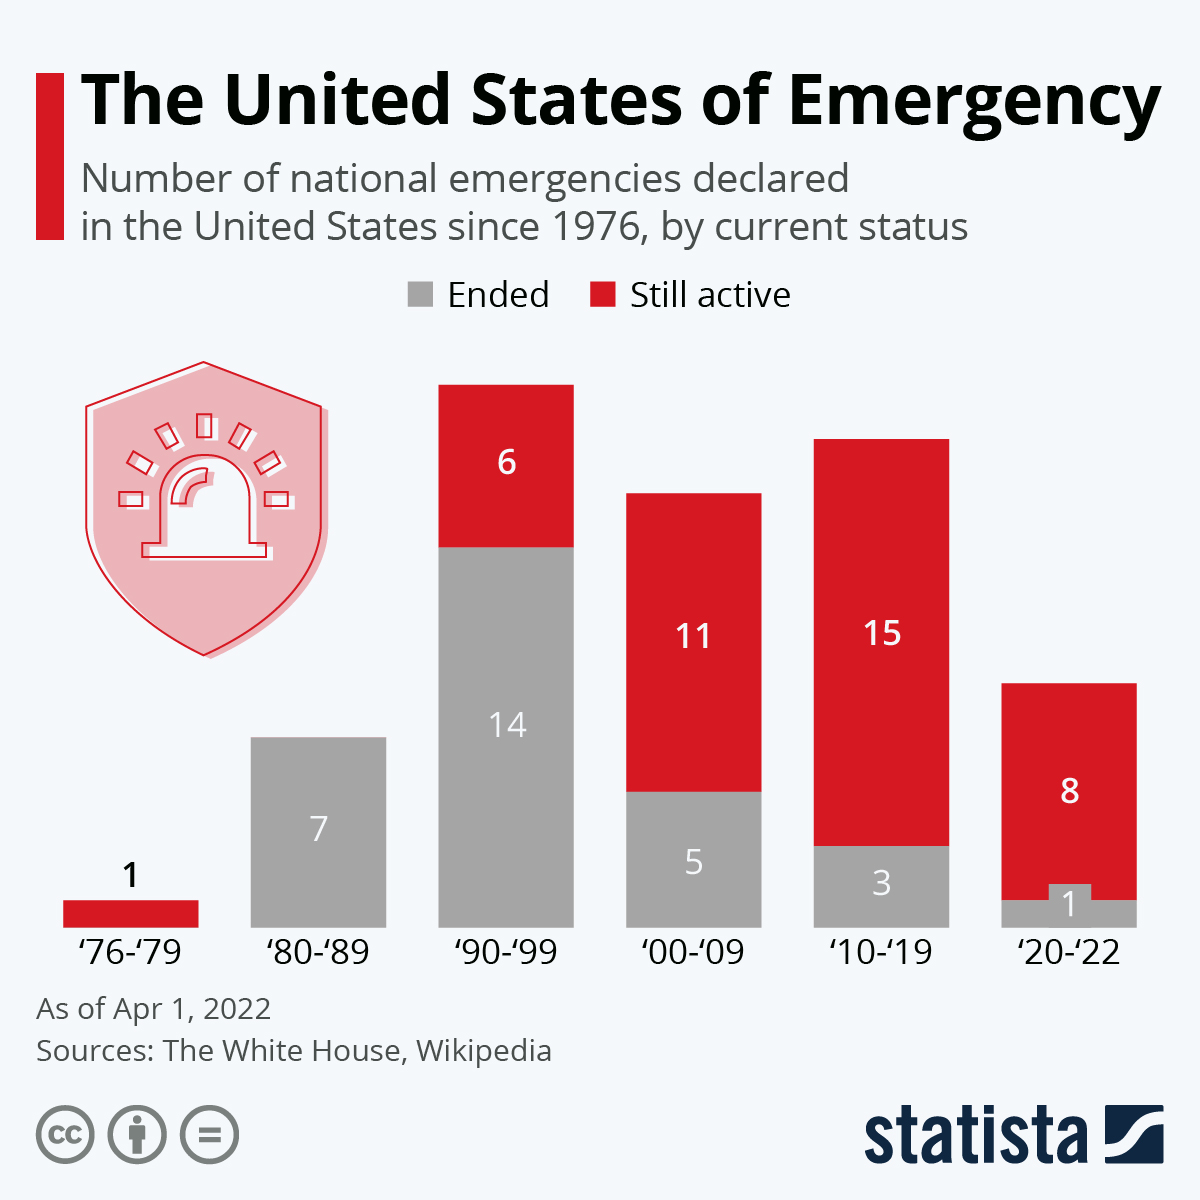 The United States of Emergency
Number of national emergencies declared
in the United States since 1976, by current status
Ended Still active
6
11
15
14
7
8
5
3
1
1
‘76-‘79 ‘80-‘89 ‘90-‘99 ‘00-‘09 ‘10-‘19 ‘20-‘22
As of Apr 1, 2022
Sources: The White House, Wikipedia
cc
statista